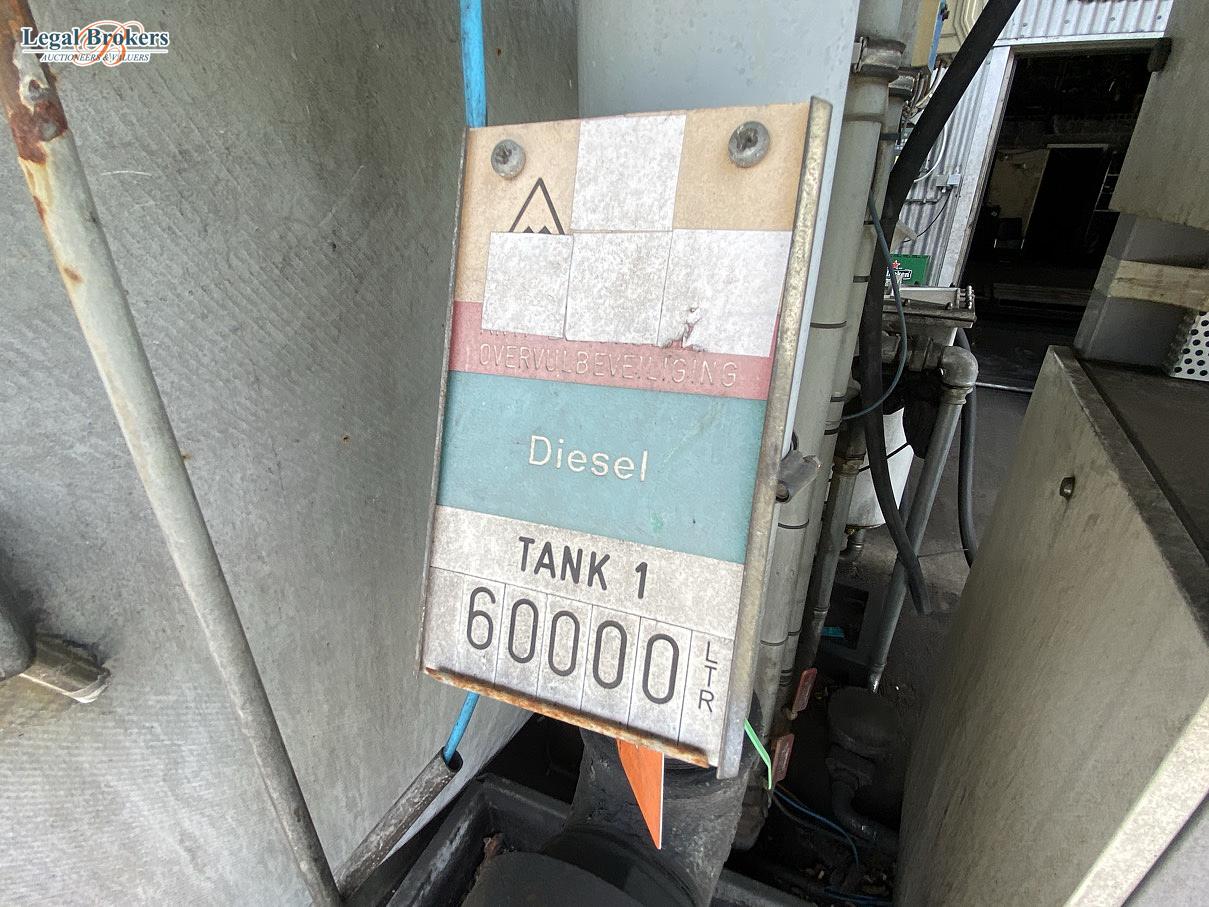 Legal Brokers
AUCTIONEERS & VALUERS
OVERVULBEVEILIGING
Diesel
TANK 1
60000 LTR